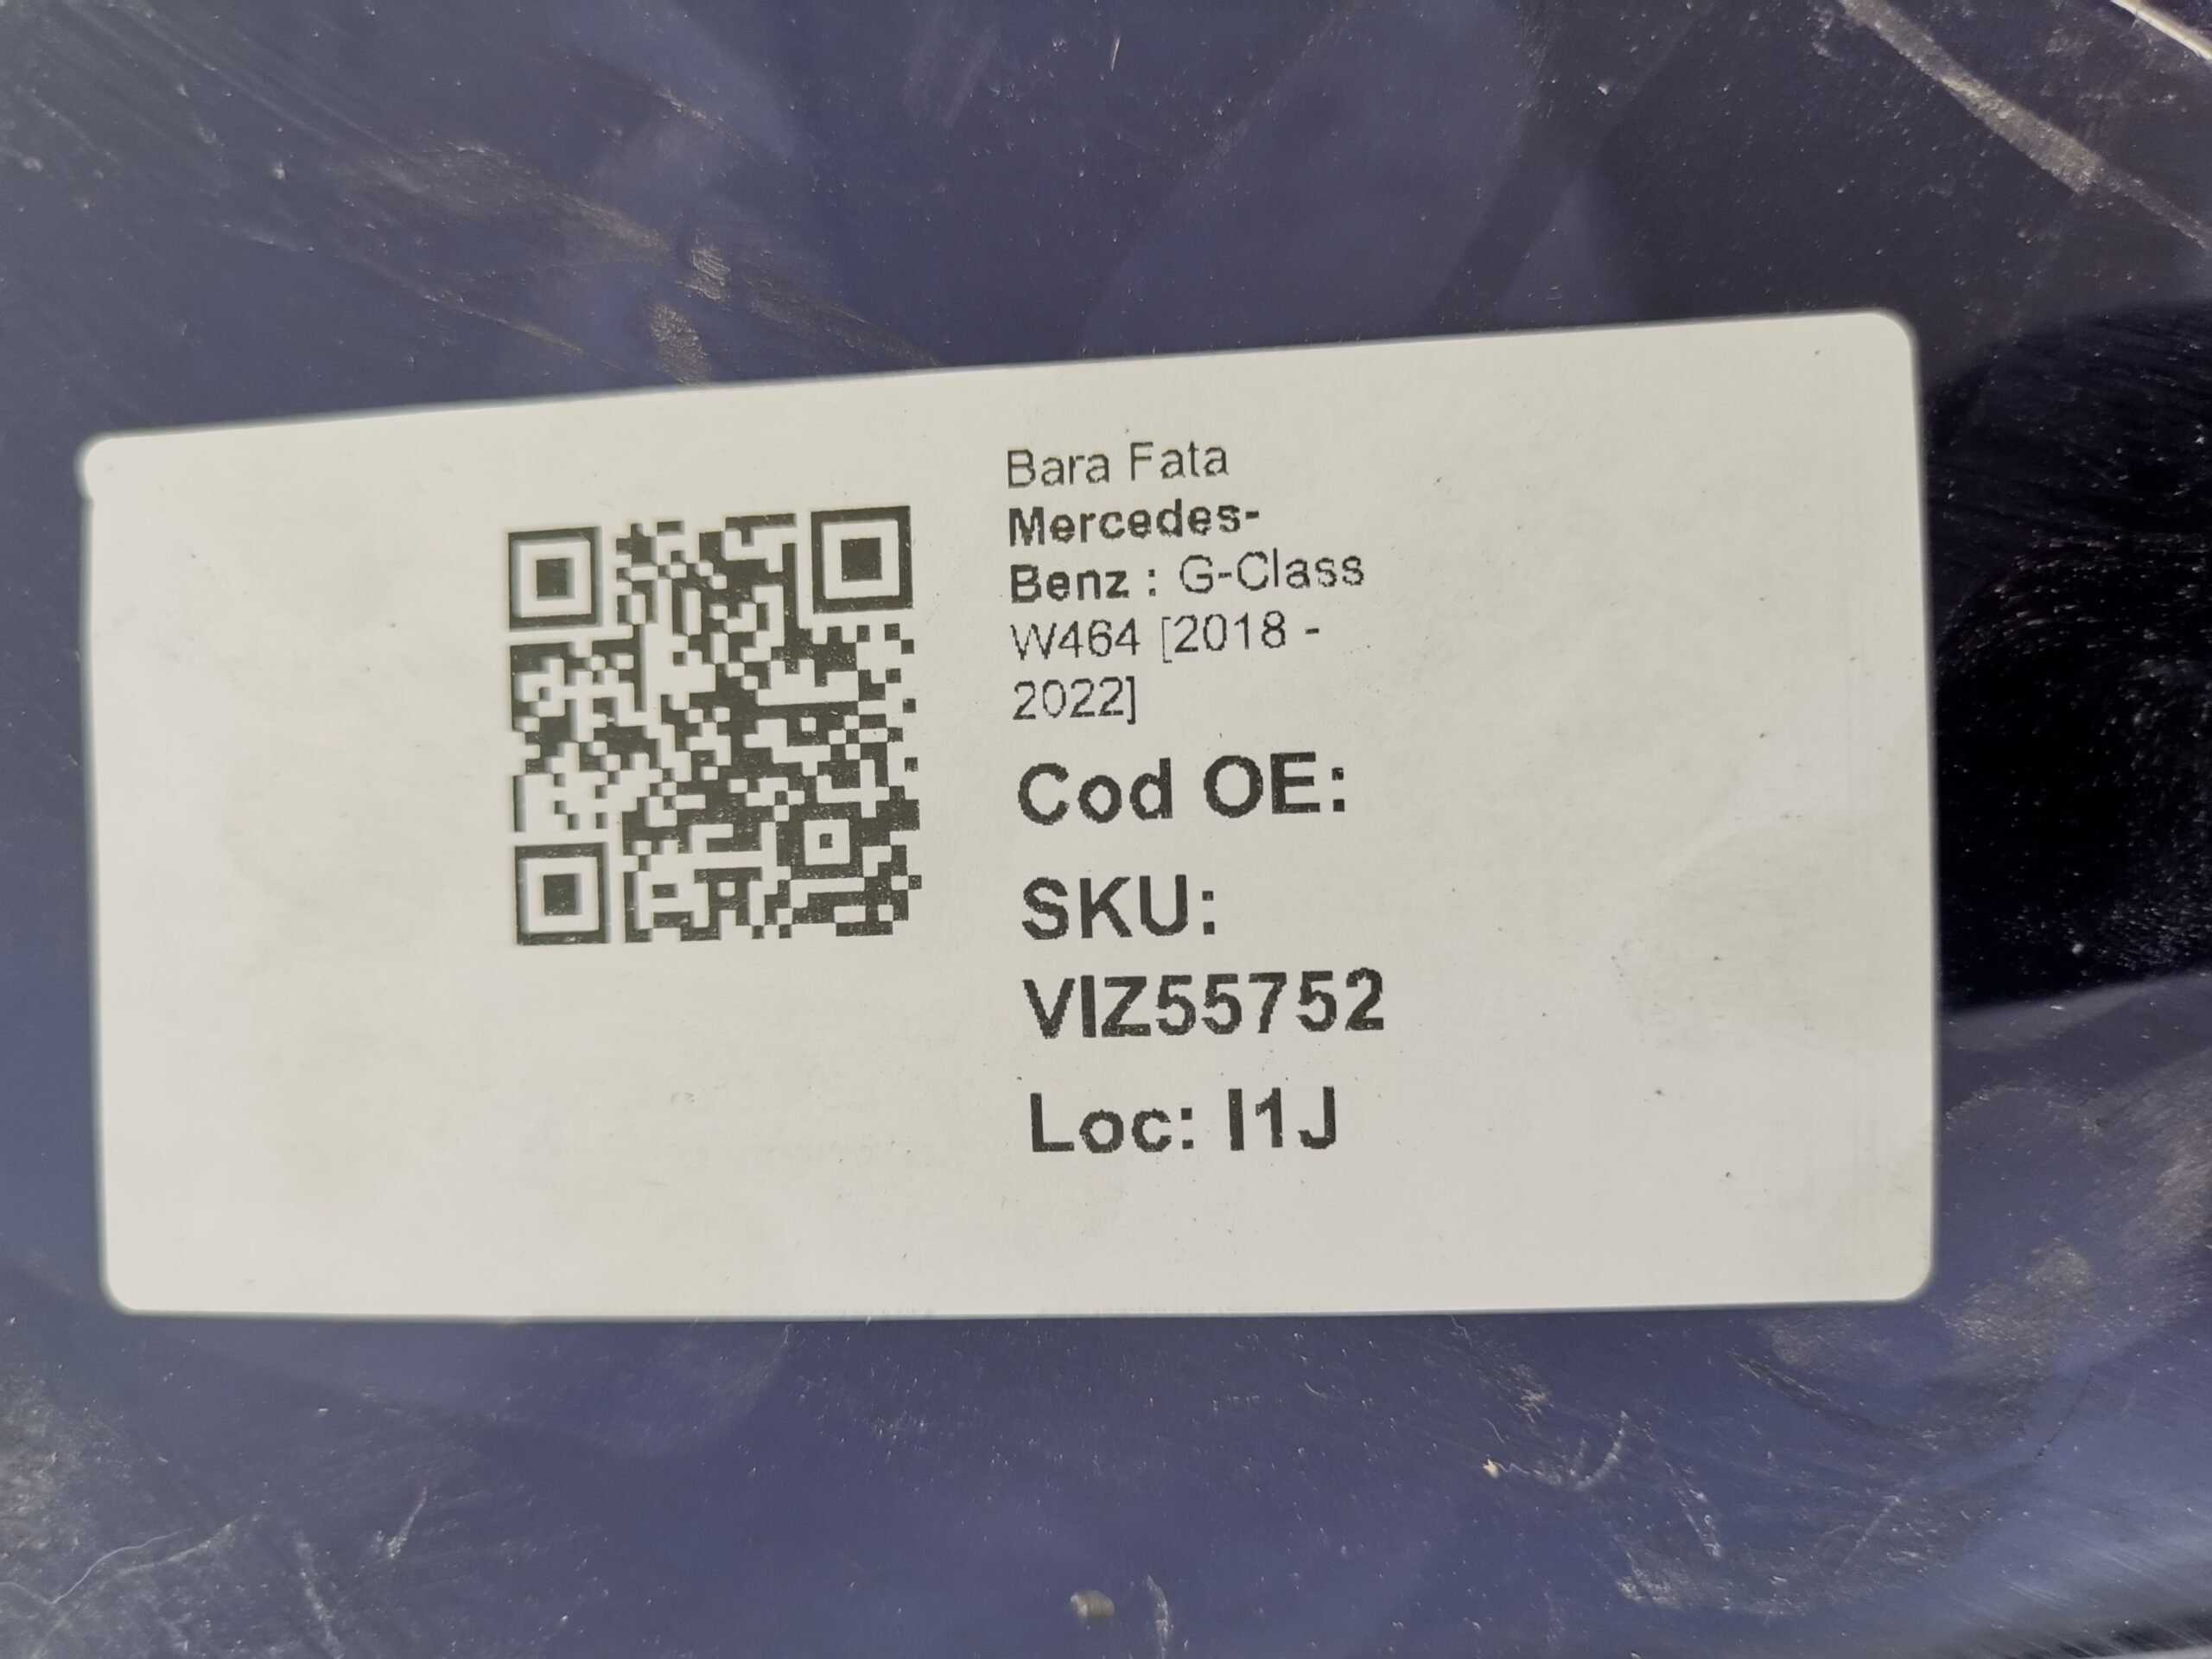 Bara Fata
Mercedes-
Benz : G-Class
W464 [2018 -
2022]
Cod OE:
SKU:
VIZ55752
Loc: I1J